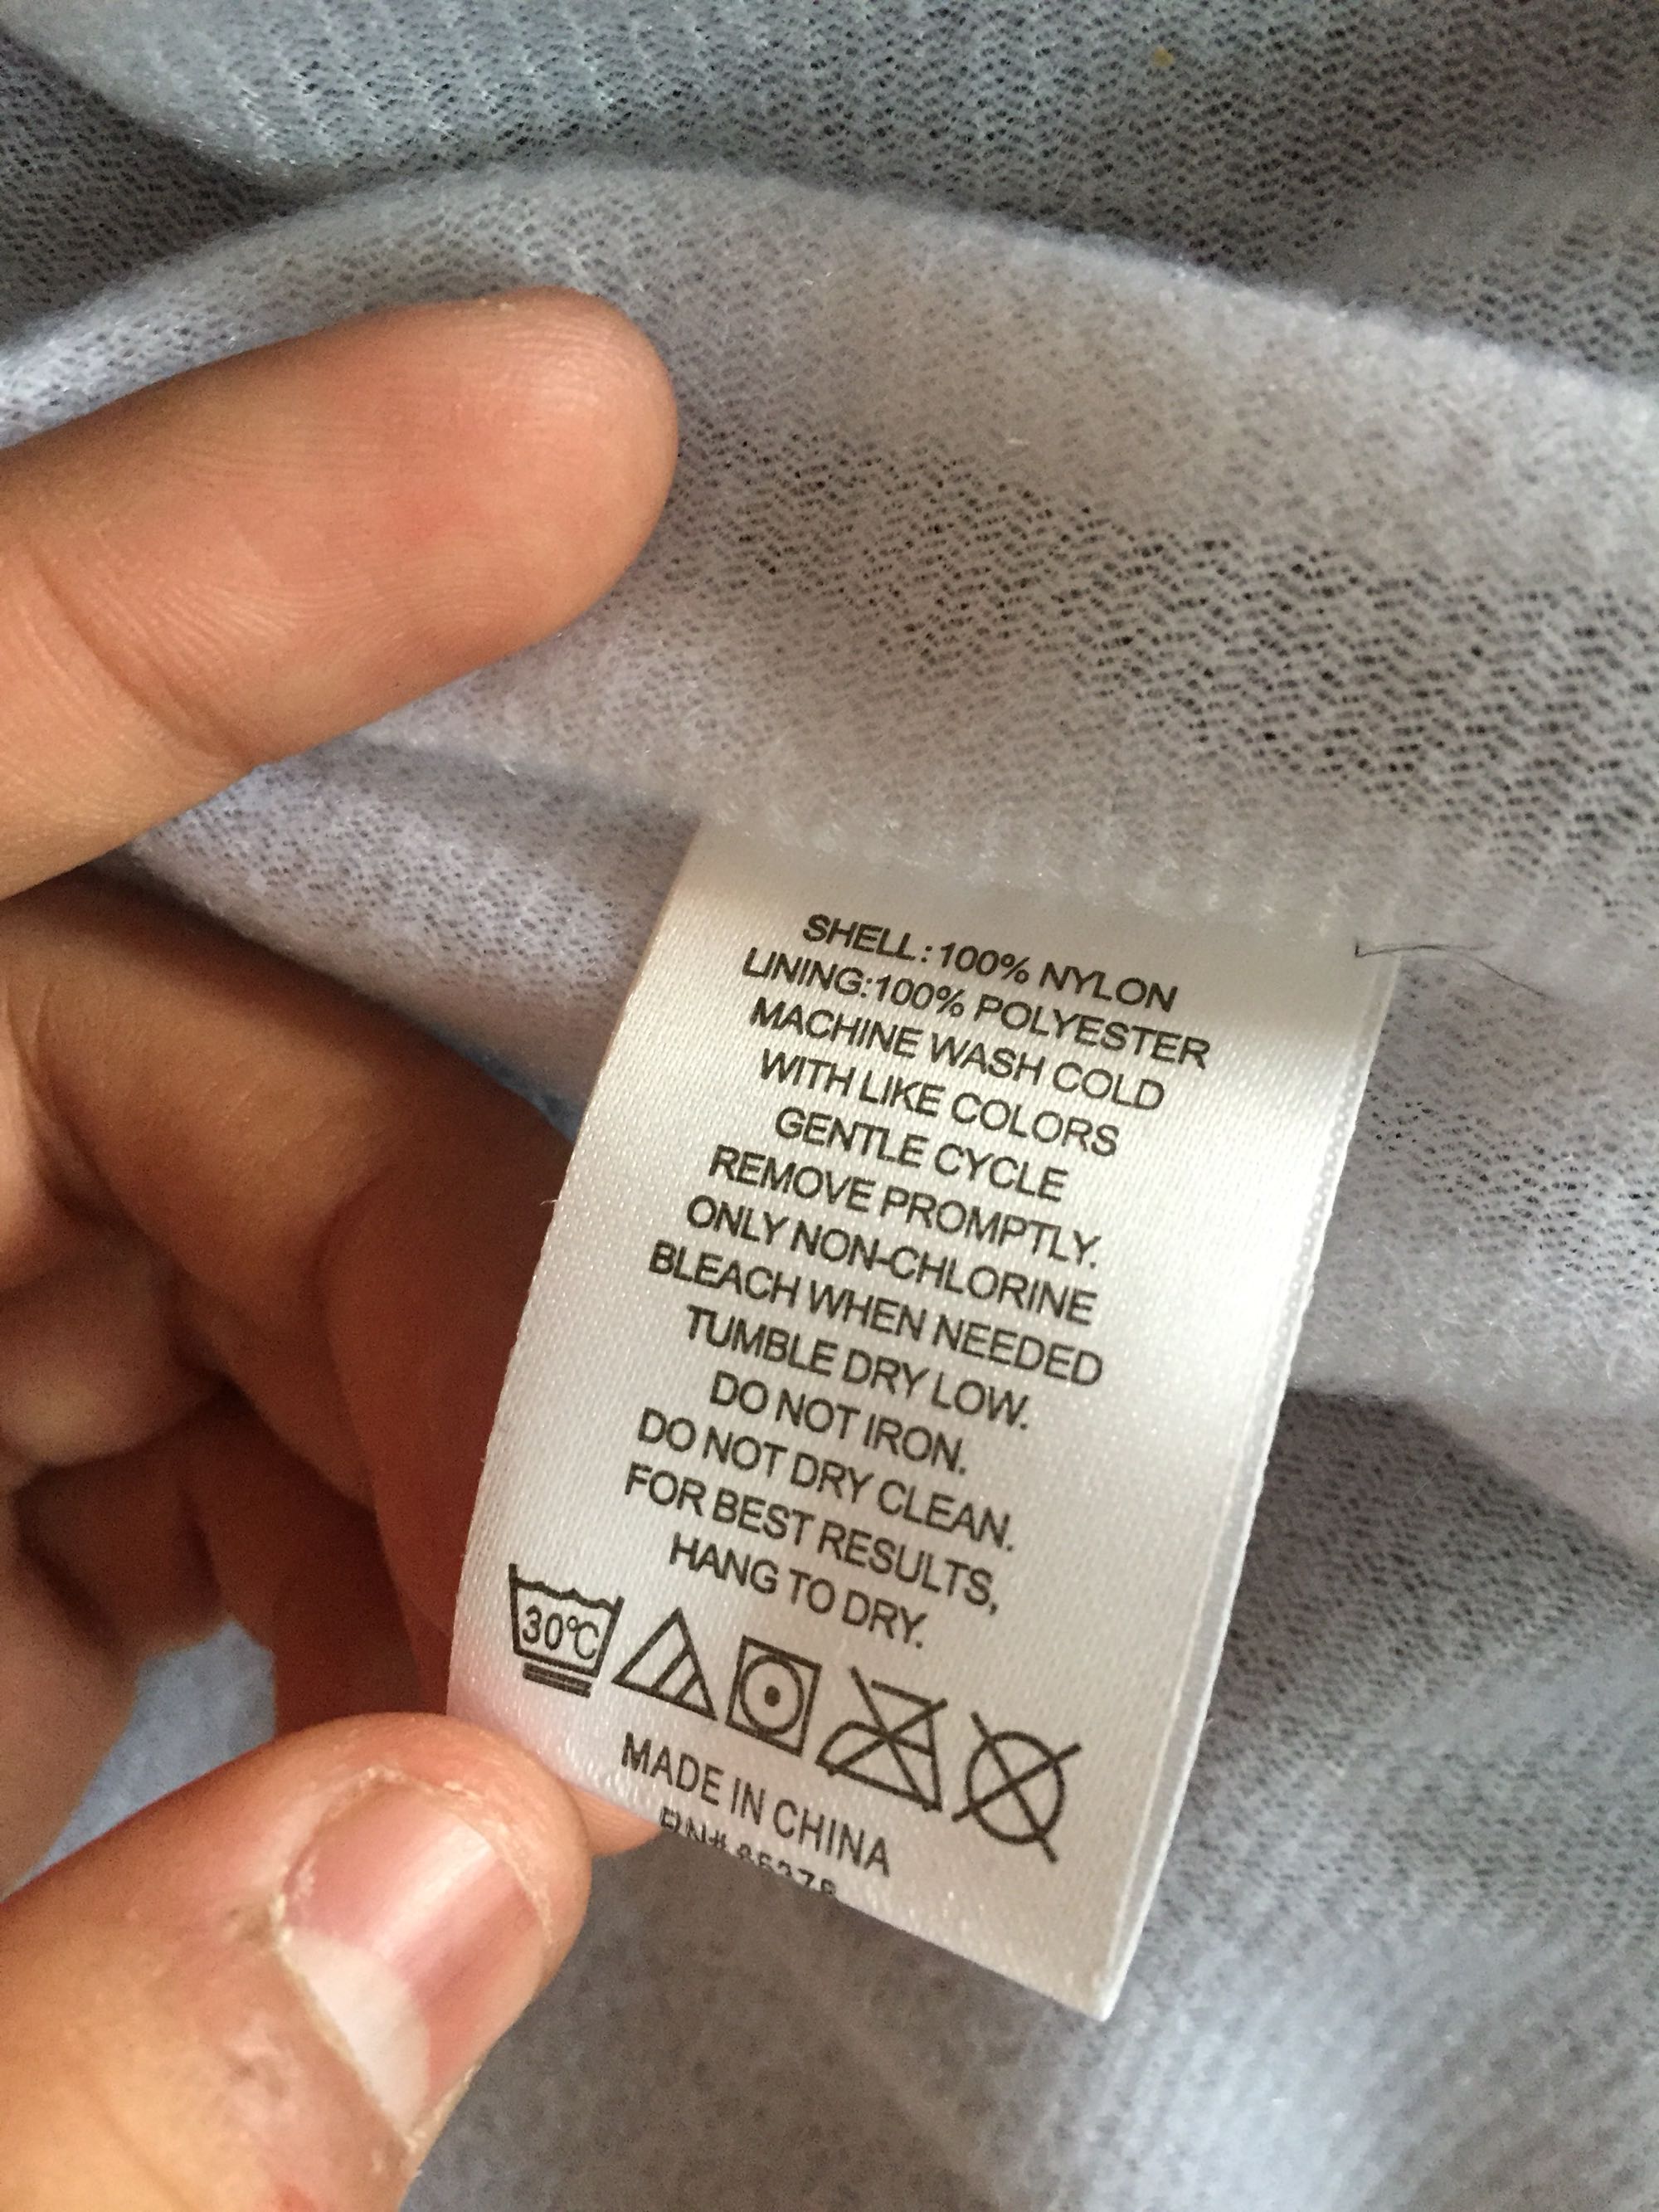 SHELL: 100% NYLON
LINING:100% POLYESTER
MACHINE WASH COLD
WITH LIKE COLORS
GENTLE CYCLE
REMOVE PROMPTLY.
ONLY NON-CHLORINE
BLEACH WHEN NEEDED
TUMBLE DRY LOW.
DO NOT IRON.
DO NOT DRY CLEAN.
FOR BEST RESULTS,
HANG TO DRY.
30°C
MADE IN CHINA
RN#